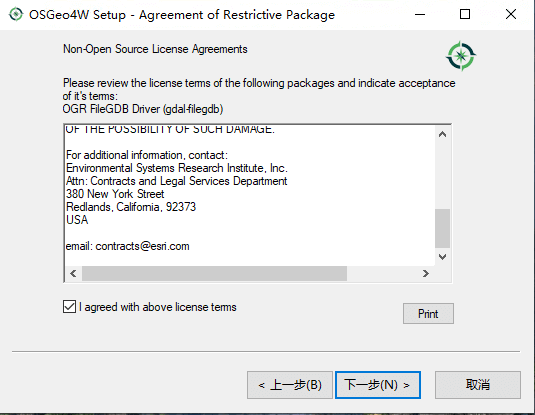 OSGeo4W Setup - Agreement of Restrictive Package
Non-Open Source License Agreements
Please review the license terms of the following packages and indicate acceptance
of it's terms:
OGR FileGDB Driver (gdal-filegdb)
OF THE POSSIBILITY OF SUCH DAMAGE.
For additional information, contact:
Environmental Systems Research Institute, Inc.
Attn: Contracts and Legal Services Department
380 New York Street
Redlands, California, 92373
USA
email: contracts@esri.com
I agreed with above license terms
Print
< 上一步(B)
下一步(N) >
取消